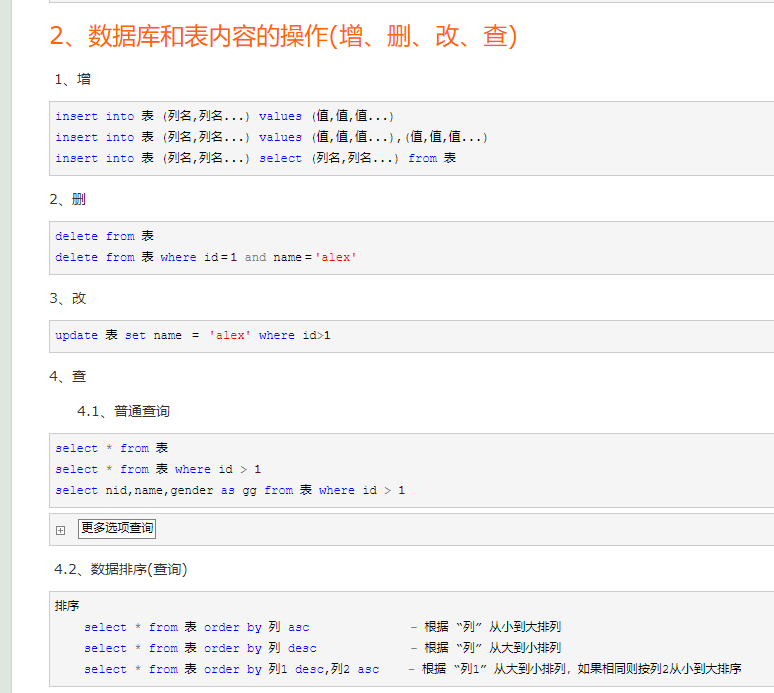 2、数据库和表内容的操作(增、删、改、查)
1、增
insert into 表 (列名,列名...) values (值,值,值...)
insert into 表 (列名,列名...) values (值,值,值...),(值,值,值...)
insert into 表 (列名,列名...) select (列名,列名...) from 表
2、删
delete from 表
delete from 表 where id=1 and name='alex'
3、改
update 表 set name = 'alex' where id>1
4、查
4.1、普通查询
select * from 表
select * from 表 where id > 1
select nid,name,gender as gg from 表 where id > 1
更多选项查询
4.2、数据排序(查询)
排序
select * from 表 order by 列 asc - 根据 “列” 从小到大排列
select * from 表 order by 列 desc - 根据 “列” 从大到小排列
select * from 表 order by 列1 desc,列2 asc - 根据 “列1” 从大到小排列,如果相同则按列2从小到大排序